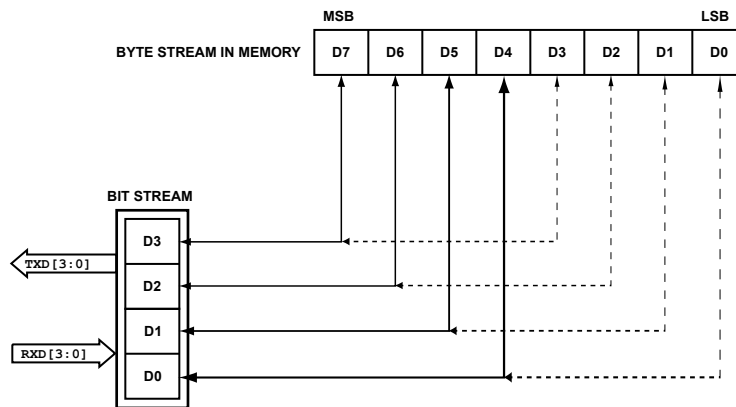 MSB LSB
BYTE STREAM IN MEMORY D7 D6 D5 D4 D3 D2 D1 D0
BIT STREAM
D3
TXD[3:0]
D2
D1
RXD[3:0]
D0